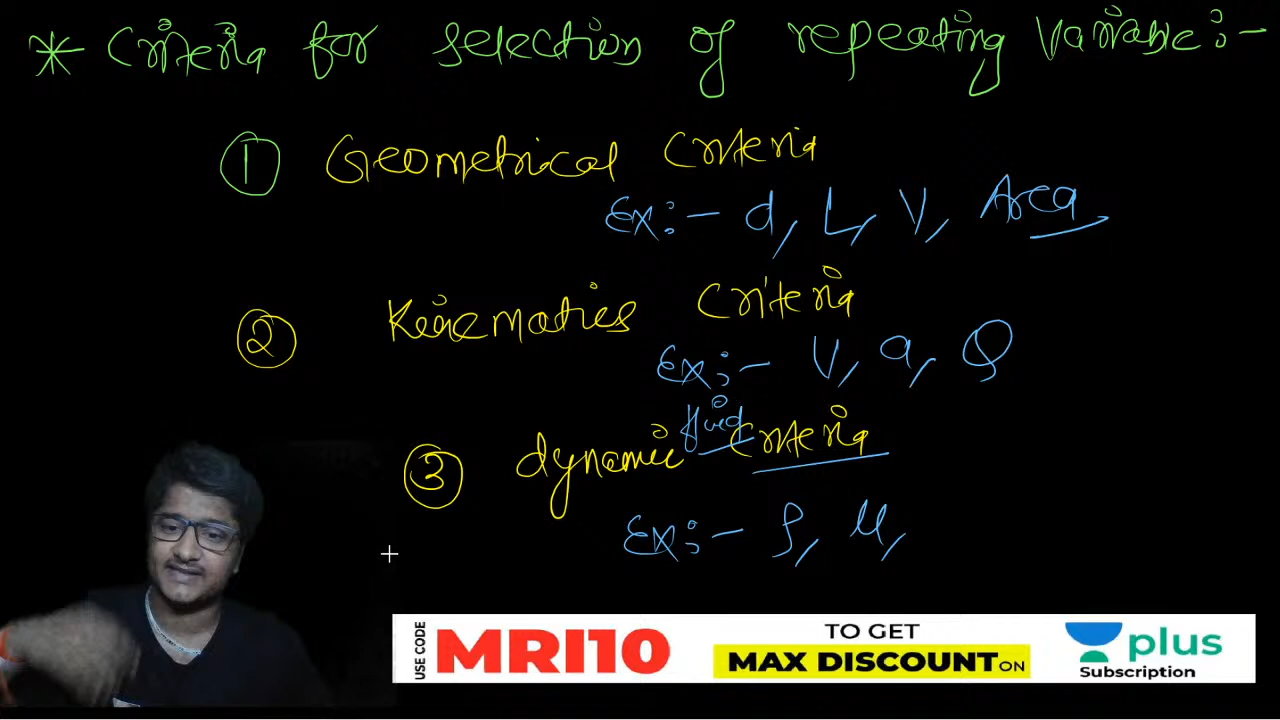 * Criteria for selection of repeating Variable :-
① Geometrical Criteria
Ex:- d, L, V, Area
② Kinematics Criteria
Ex:- V, a, Q
③ dynamic fluid Criteria
Ex:- ρ, μ,
USE CODE MRI10
TO GET
MAX DISCOUNT ON
plus
Subscription